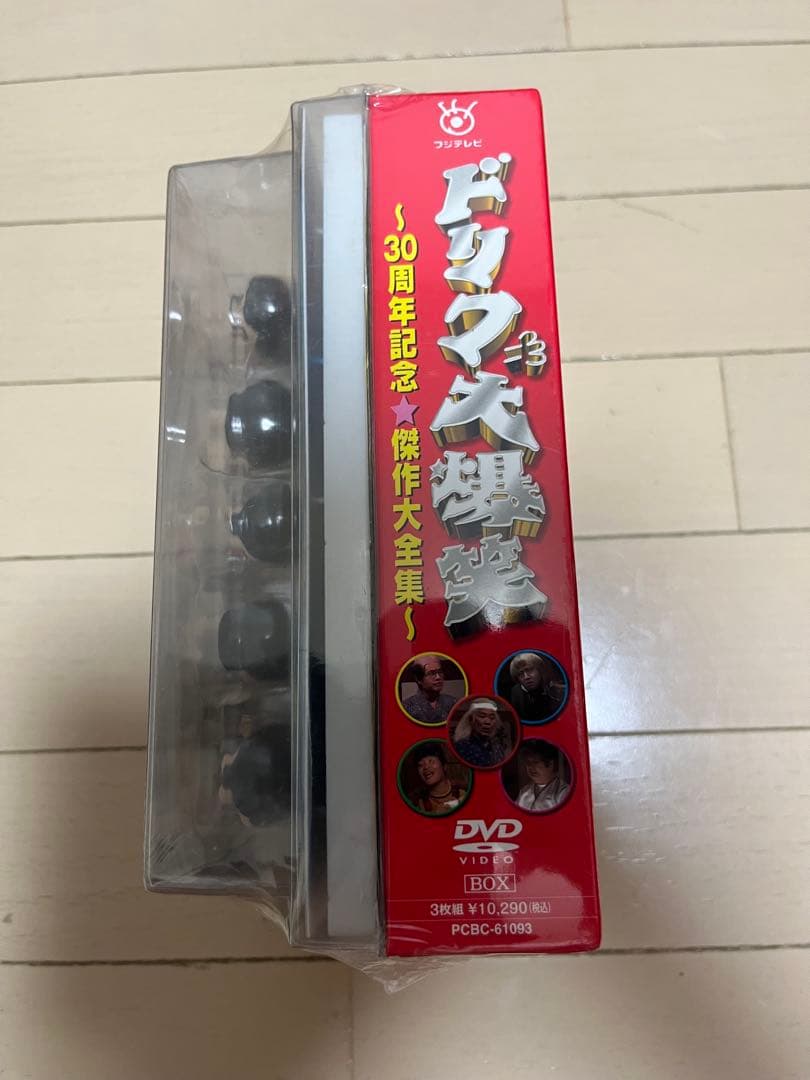 フジテレビ
ドリフ大爆笑
～30周年記念★傑作大全集～
DVD
VIDEO
BOX
3枚組 ¥10,290(税込)
PCBC-61093